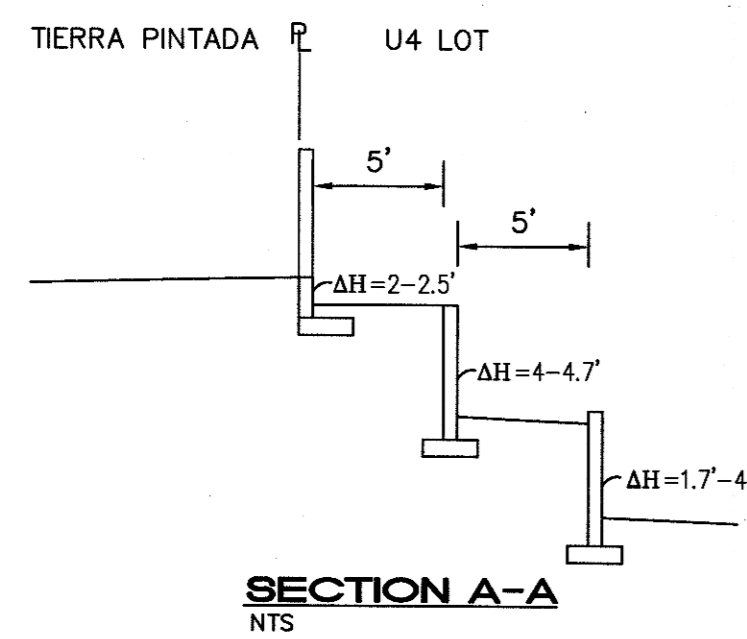 TIERRA PINTADA PL U4 LOT
5'
5'
ΔH=2-2.5'
ΔH=4-4.7'
ΔH=1.7'-4
SECTION A-A
NTS